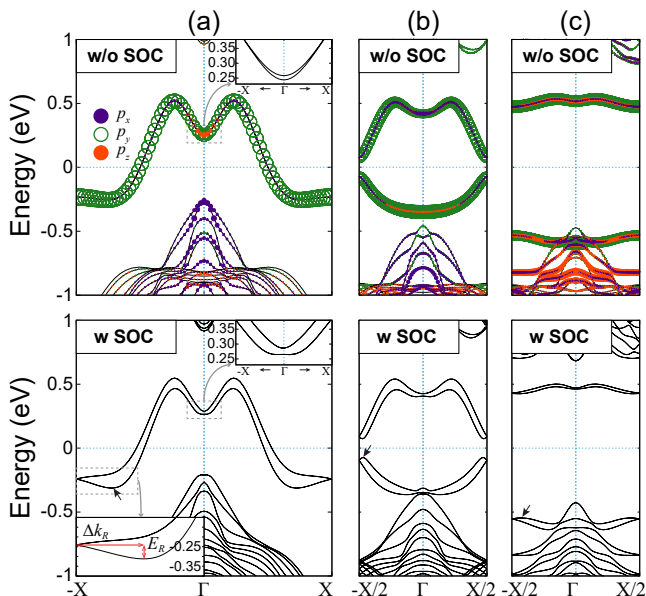 (a) (b) (c)
w/o SOC
w/o SOC
w/o SOC
Energy (eV)
1
0.5
0
-0.5
-1
0.35
0.30
0.25
-X ← Γ → X
pₓ
p_y
p_z
w SOC
w SOC
w SOC
Energy (eV)
1
0.5
0
-0.5
-1
0.35
0.30
0.25
-X ← Γ → X
Δk_R
E_R
-0.25
-0.35
-X Γ X
-X/2 Γ X/2
-X/2 Γ X/2